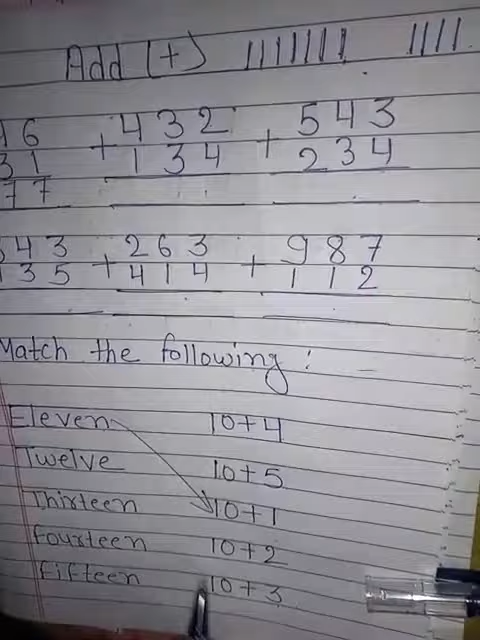 Add (+) ||||||| ||||
46 + 432 + 543
31 134 234
77
543 + 263 + 987
135 414 112
Match the following :
Eleven 10+4
Twelve 10+5
Thirteen 10+1
fourteen 10+2
fifteen 10+3